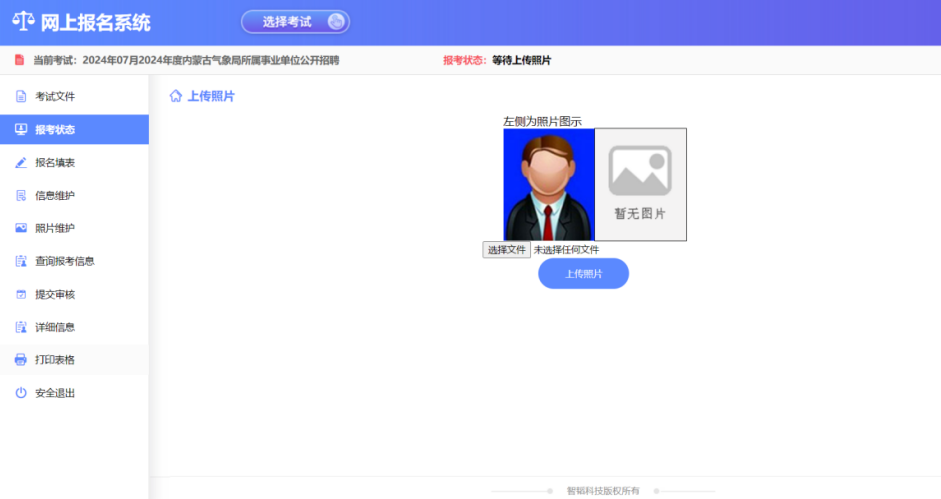 网上报名系统
选择考试
当前考试：2024年07月2024年度内蒙古气象局所属事业单位公开招聘
报考状态：等待上传照片
考试文件
报考状态
报名填表
信息维护
照片维护
查询报考信息
提交审核
详细信息
打印表格
安全退出
上传照片
左侧为照片图示
暂无图片
选择文件 未选择任何文件
上传照片
智韬科技版权所有